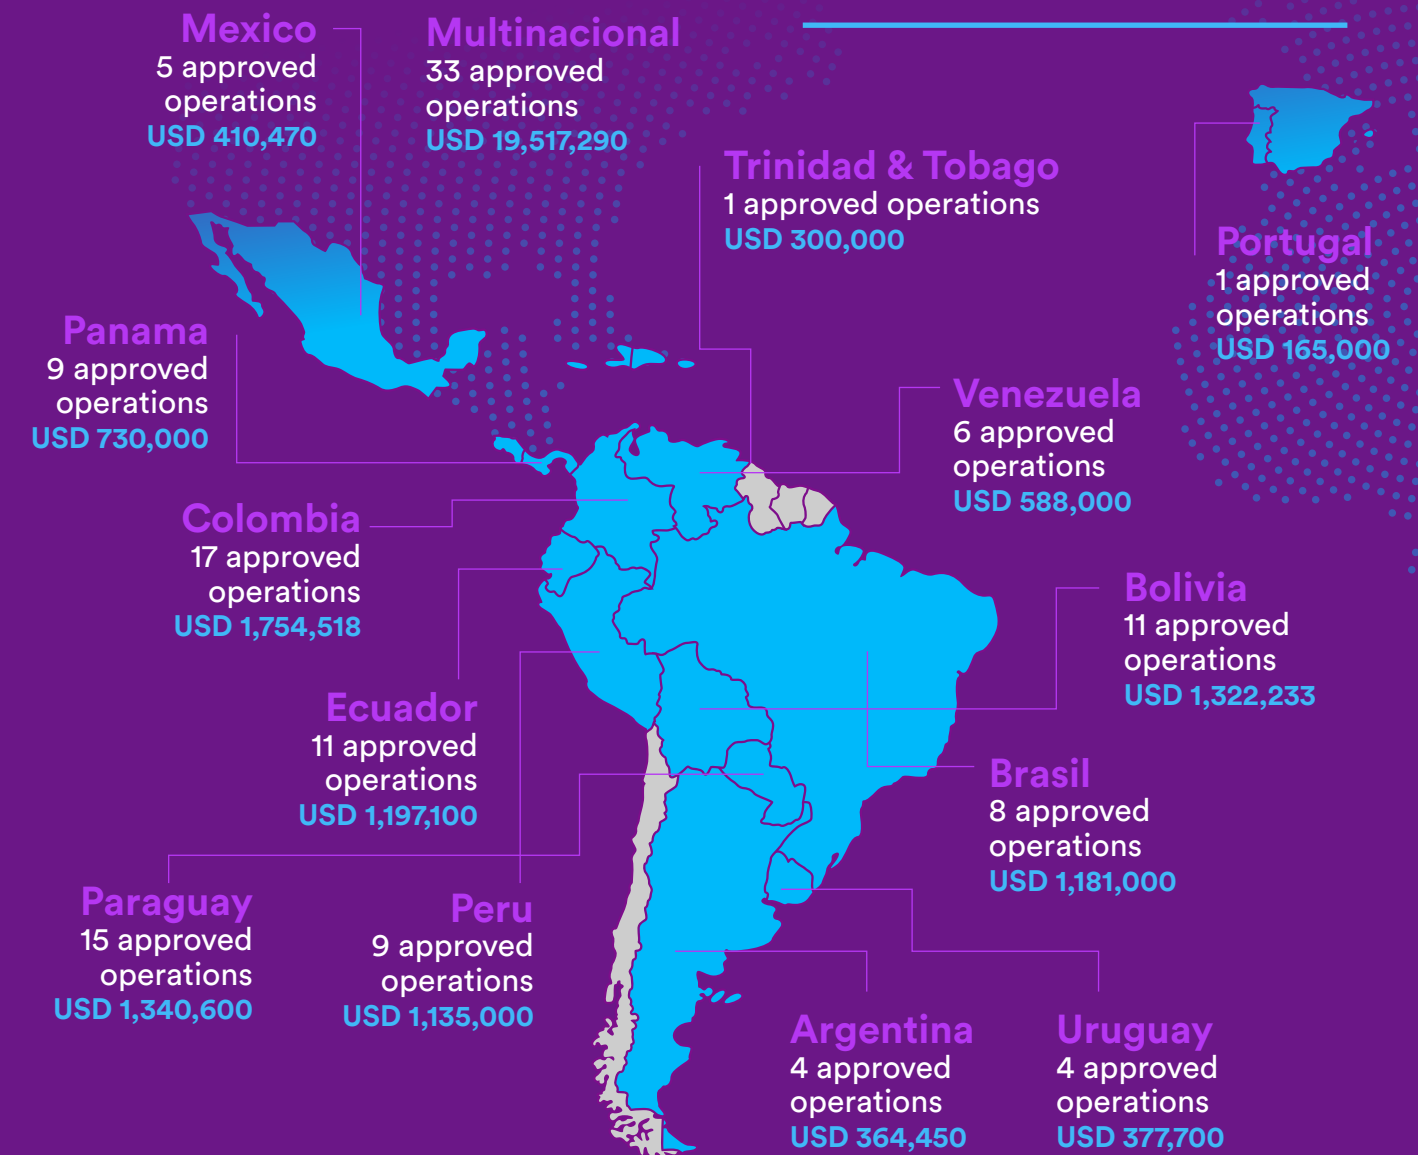 Mexico
5 approved
operations
USD 410,470
Multinacional
33 approved
operations
USD 19,517,290
Trinidad & Tobago
1 approved operations
USD 300,000
Portugal
1 approved
operations
USD 165,000
Panama
9 approved
operations
USD 730,000
Venezuela
6 approved
operations
USD 588,000
Colombia
17 approved
operations
USD 1,754,518
Bolivia
11 approved
operations
USD 1,322,233
Ecuador
11 approved
operations
USD 1,197,100
Brasil
8 approved
operations
USD 1,181,000
Paraguay
15 approved
operations
USD 1,340,600
Peru
9 approved
operations
USD 1,135,000
Argentina
4 approved
operations
USD 364,450
Uruguay
4 approved
operations
USD 377,700